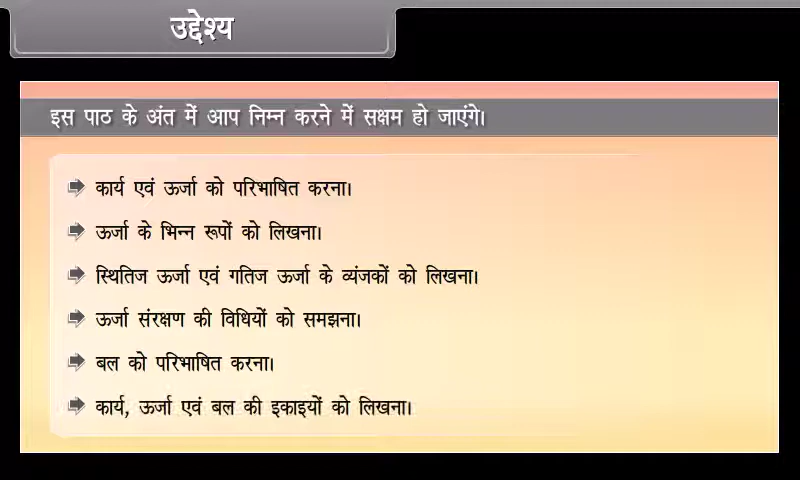 उद्देश्य
इस पाठ के अंत में आप निम्न करने में सक्षम हो जाएंगे।
कार्य एवं ऊर्जा को परिभाषित करना।
ऊर्जा के भिन्न रूपों को लिखना।
स्थितिज ऊर्जा एवं गतिज ऊर्जा के व्यंजकों को लिखना।
ऊर्जा संरक्षण की विधियों को समझना।
बल को परिभाषित करना।
कार्य, ऊर्जा एवं बल की इकाइयों को लिखना।